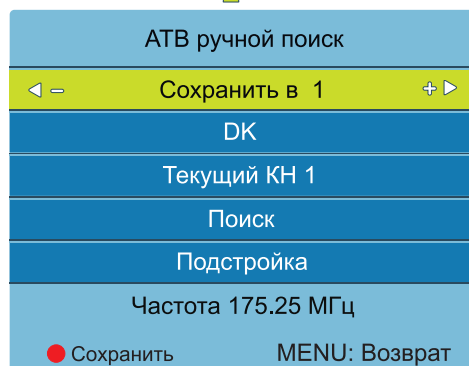 АТВ ручной поиск
Сохранить в 1
DK
Текущий КН 1
Поиск
Подстройка
Частота 175.25 МГц
Сохранить MENU: Возврат